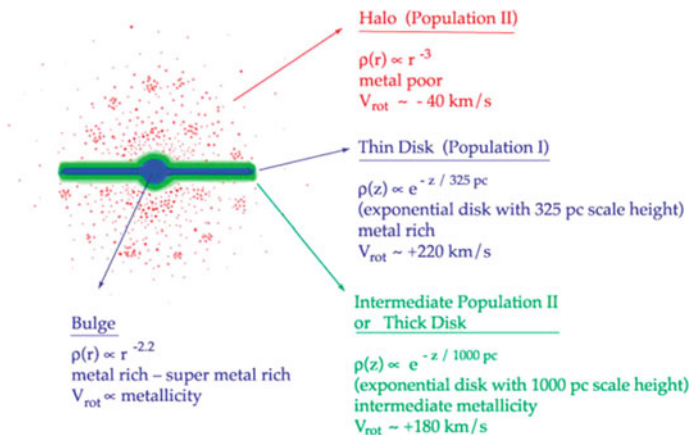 Halo (Population II)
ρ(r) ∝ r -3
metal poor
Vrot ~ - 40 km/s
Thin Disk (Population I)
ρ(z) ∝ e - z / 325 pc
(exponential disk with 325 pc scale height)
metal rich
Vrot ~ +220 km/s
Bulge
ρ(r) ∝ r -2.2
metal rich – super metal rich
Vrot ∝ metallicity
Intermediate Population II
or Thick Disk
ρ(z) ∝ e - z / 1000 pc
(exponential disk with 1000 pc scale height)
intermediate metallicity
Vrot ~ +180 km/s